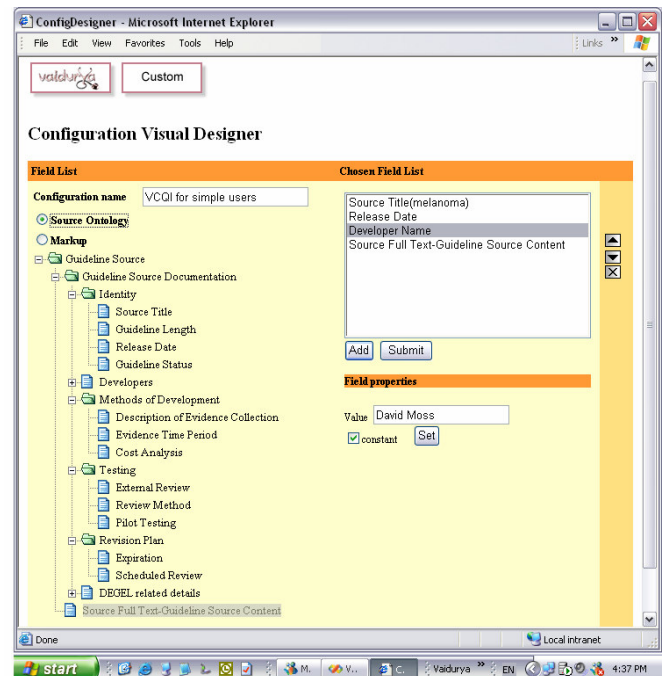 ConfigDesigner - Microsoft Internet Explorer
File Edit View Favorites Tools Help Links »
vaidurya Custom
Configuration Visual Designer
Field List Chosen Field List
Configuration name VCQI for simple users
Source Ontology
Markup
Guideline Source
Guideline Source Documentation
Identity
Source Title
Guideline Length
Release Date
Guideline Status
Developers
Methods of Development
Description of Evidence Collection
Evidence Time Period
Cost Analysis
Testing
External Review
Review Method
Pilot Testing
Revision Plan
Expiration
Scheduled Review
DEGEL related details
Source Full Text-Guideline Source Content
Source Title(melanoma)
Release Date
Developer Name
Source Full Text-Guideline Source Content
Add Submit
Field properties
Value David Moss
constant Set
Done Local intranet
start M. V... C. Vaidurya » EN 4:37 PM